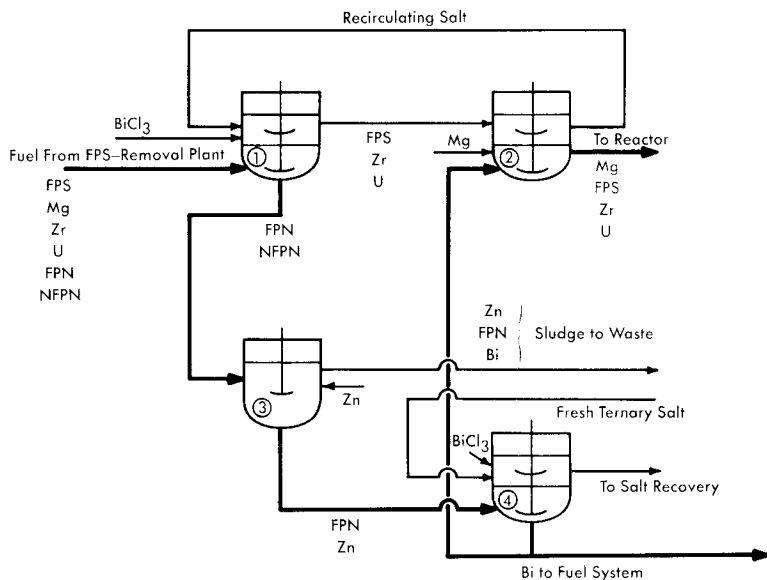 Recirculating Salt
BiCl3
Fuel From FPS-Removal Plant
FPS
Mg
Zr
U
FPN
NFPN
1
FPN
NFPN
FPS
Zr
U
Mg
2
To Reactor
Mg
FPS
Zr
U
3
Zn
Zn
FPN
Bi
Sludge to Waste
Fresh Ternary Salt
BiCl3
4
To Salt Recovery
FPN
Zn
Bi to Fuel System